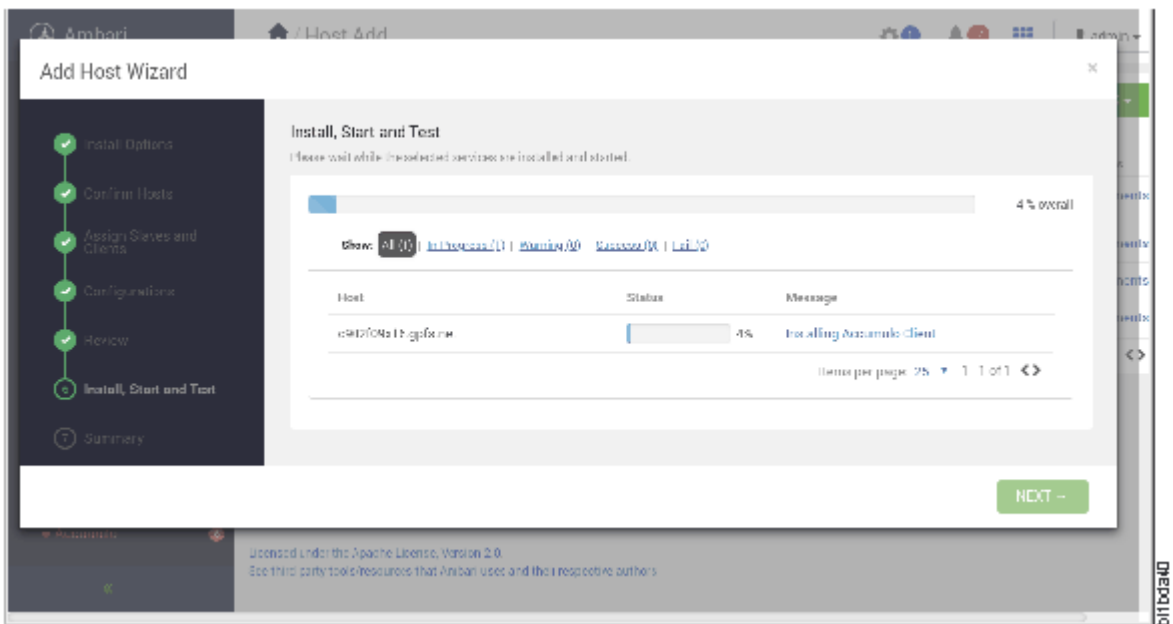 Ambari
/ Host Add
admin
Add Host Wizard
×
Install Options
Confirm Hosts
Assign Slaves and
Clients
Configurations
Review
Install, Start and Test
7 Summary
Install, Start and Test
Please wait while the selected services are installed and started.
4 % overall
Show: All (1) | In Progress (1) | Warning (0) | Success (0) | Fail (0)
Host Status Message
4% Installing Accumulo Client
Items per page: 25 1 - 1 of 1
NEXT →
Accumulo
Licensed under the Apache License, Version 2.0.
See third-party tools/resources that Ambari uses and their respective authors